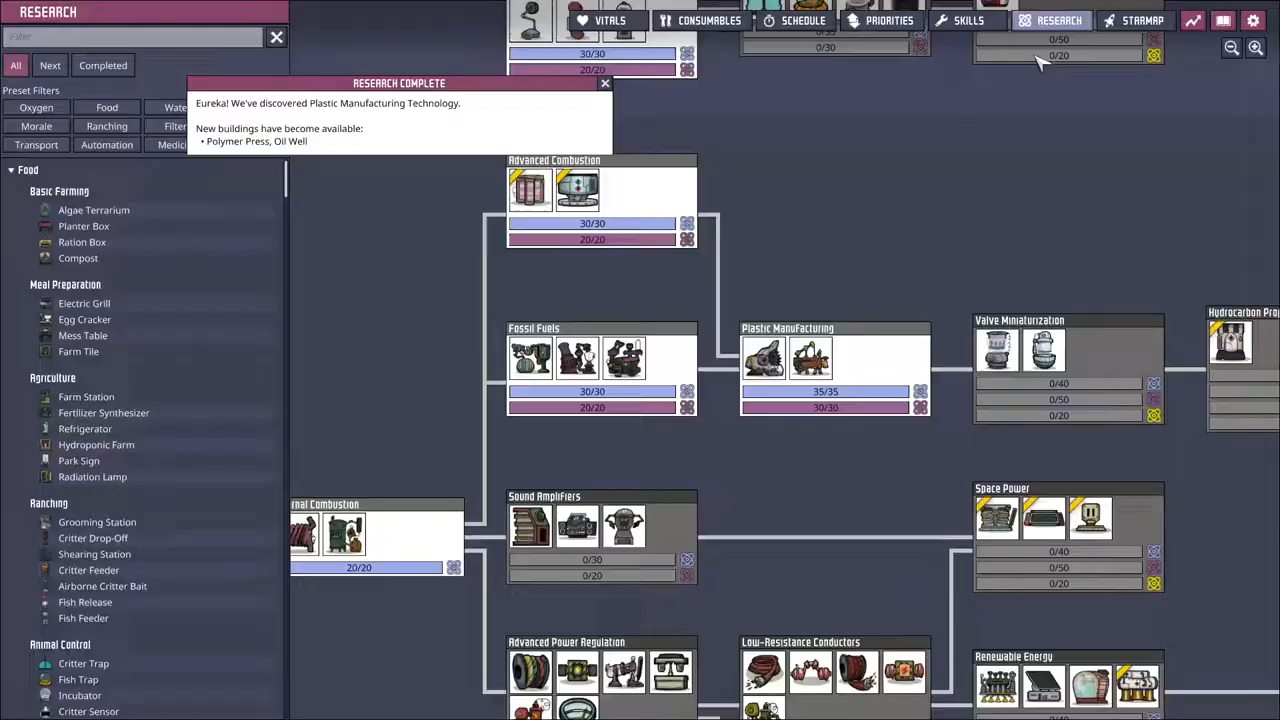 RESEARCH
VITALS
CONSUMABLES
SCHEDULE
PRIORITIES
SKILLS
RESEARCH
STARMAP
Filter
All
Next
Completed
Preset Filters
Oxygen
Food
Wate
Morale
Ranching
Filter
Transport
Automation
Medici
RESEARCH COMPLETE
Eureka! We've discovered Plastic Manufacturing Technology.
New buildings have become available:
• Polymer Press, Oil Well
Food
Basic Farming
Algae Terrarium
Planter Box
Ration Box
Compost
Meal Preparation
Electric Grill
Egg Cracker
Mess Table
Farm Tile
Agriculture
Farm Station
Fertilizer Synthesizer
Refrigerator
Hydroponic Farm
Park Sign
Radiation Lamp
Ranching
Grooming Station
Critter Drop-Off
Shearing Station
Critter Feeder
Airborne Critter Bait
Fish Release
Fish Feeder
Animal Control
Critter Trap
Fish Trap
Incubator
Critter Sensor
30/30
20/20
0/30
0/50
0/20
Advanced Combustion
30/30
20/20
Fossil Fuels
30/30
20/20
Plastic Manufacturing
35/35
30/30
Valve Miniaturization
0/40
0/50
0/20
Hydrocarbon Prop
rnal Combustion
20/20
Sound Amplifiers
0/30
0/20
Space Power
0/40
0/50
0/20
Advanced Power Regulation
Low-Resistance Conductors
Renewable Energy